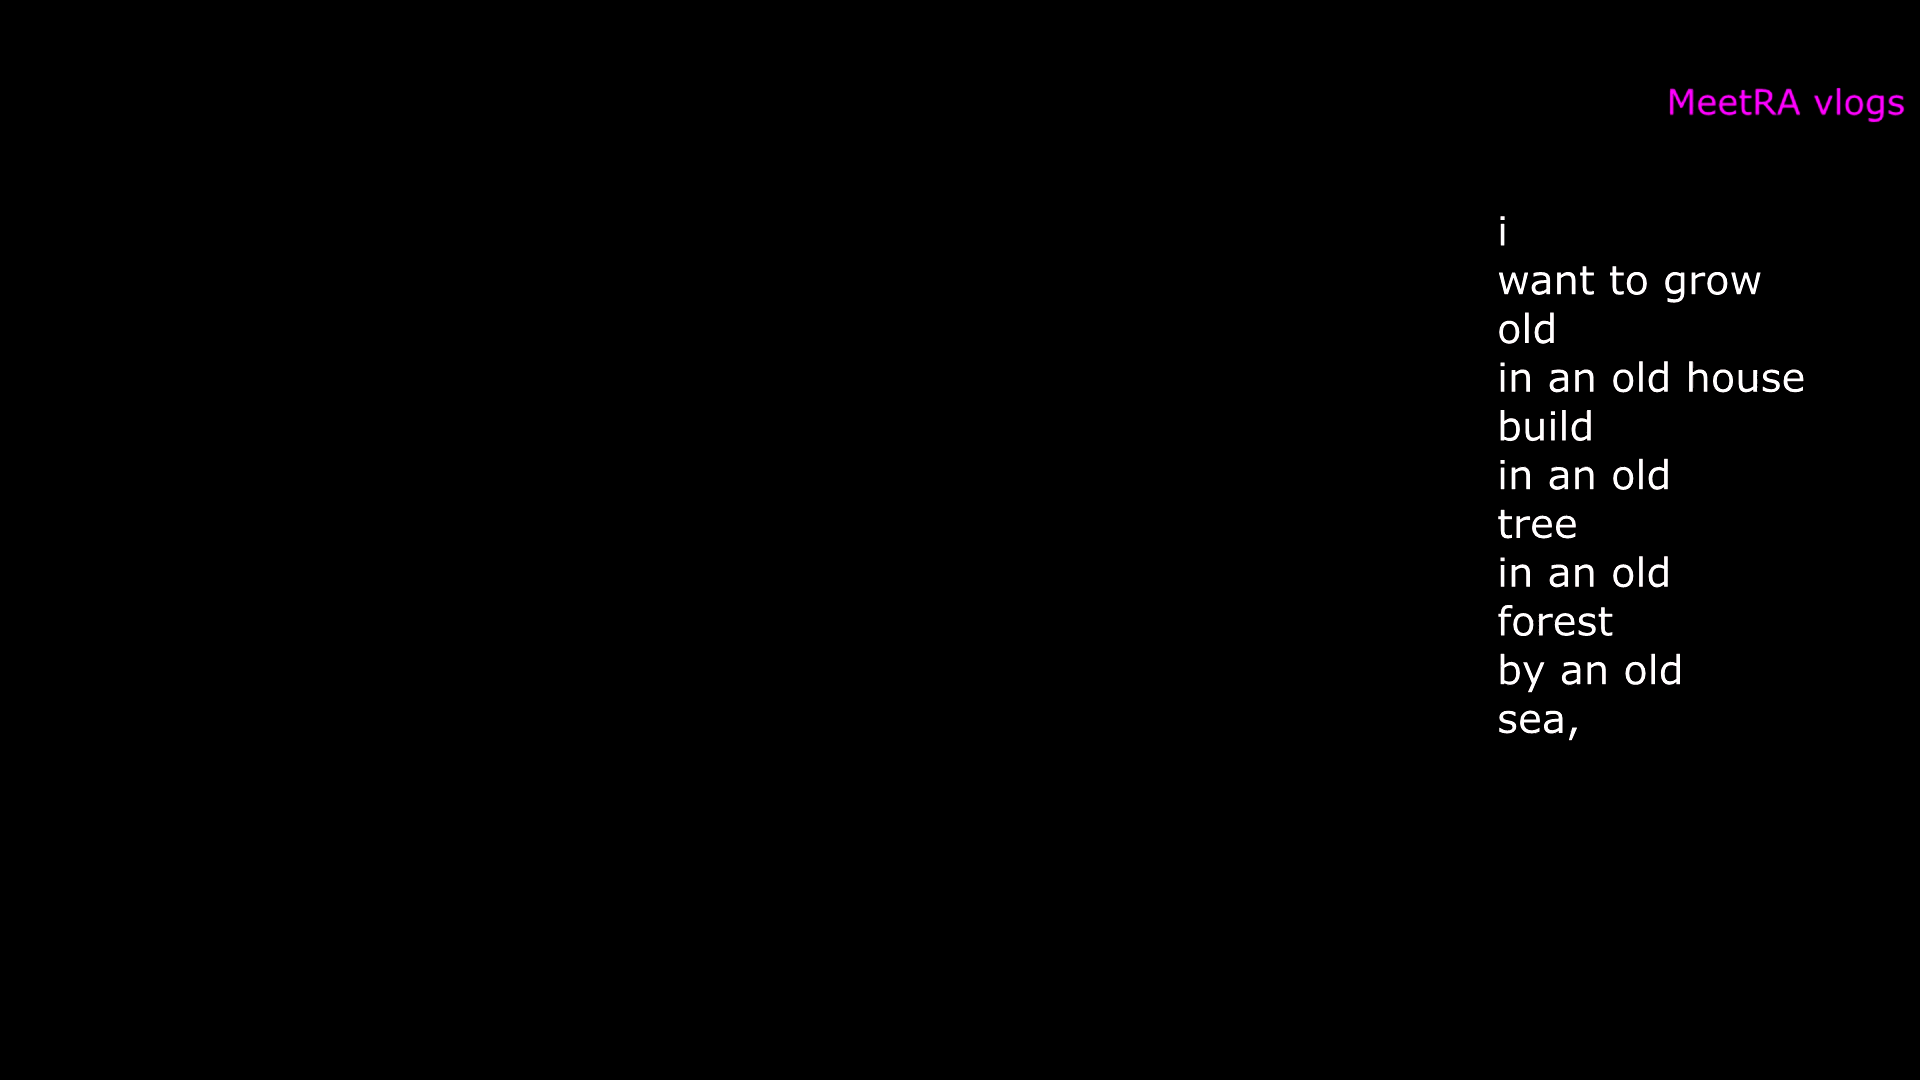 MeetRA vlogs
i
want to grow
old
in an old house
build
in an old
tree
in an old
forest
by an old
sea,